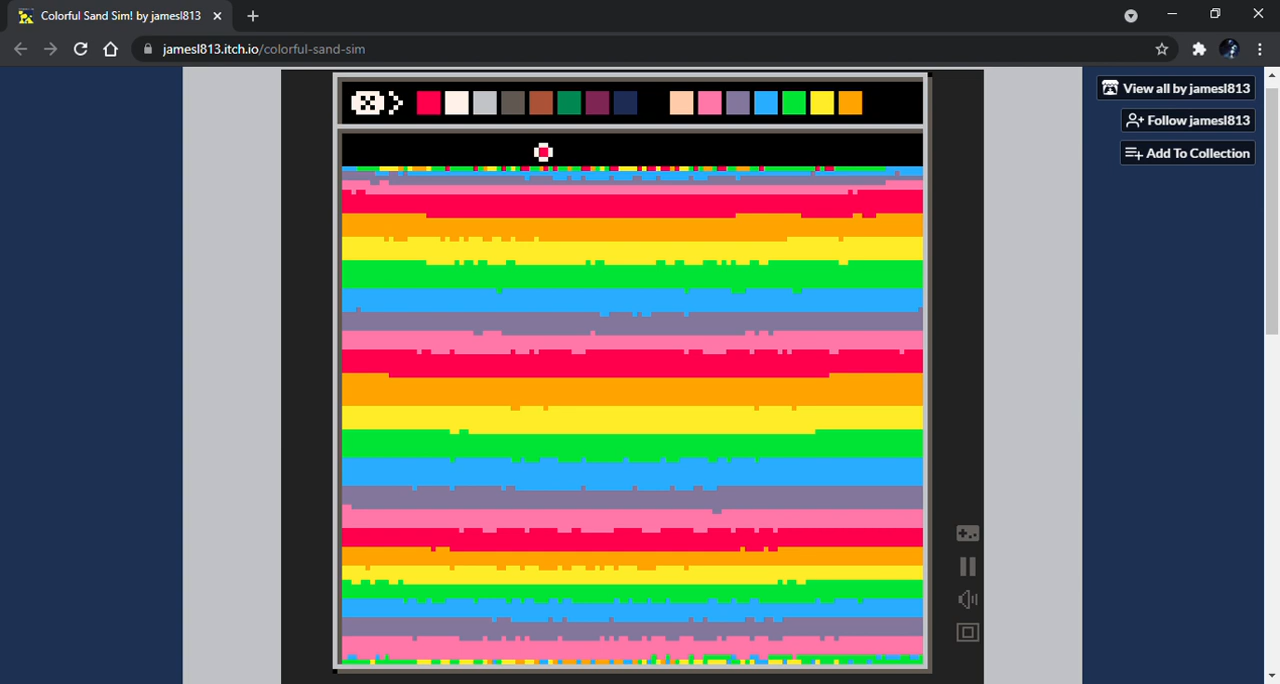 Colorful Sand Sim! by jamesl813
jamesl813.itch.io/colorful-sand-sim
View all by jamesl813
Follow jamesl813
Add To Collection